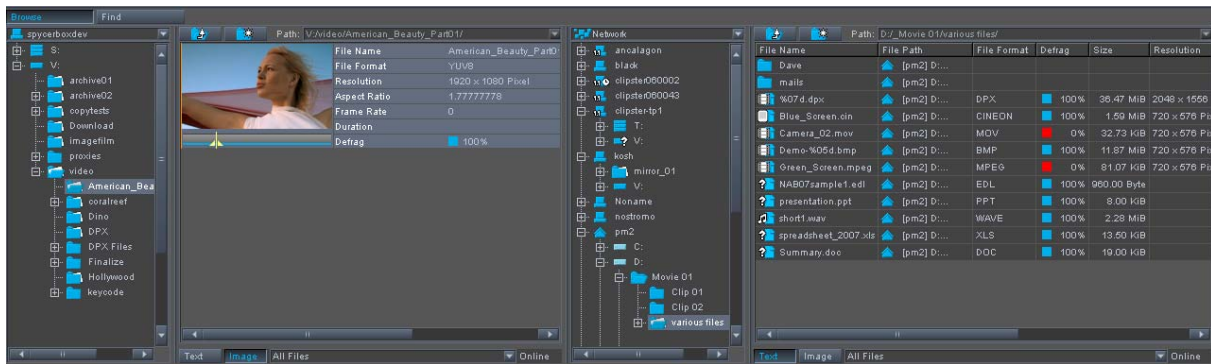 Browse Find
spycerboxdev
S:
V:
archive01
archive02
copytests
Download
imagefilm
proxies
video
American_Bea
coralreef
Dino
DPX
DPX Files
Finalize
Hollywood
keycode
Path: V:/video/American_Beauty_Part01/
File Name American_Beauty_Part0
File Format YUV8
Resolution 1920 x 1080 Pixel
Aspect Ratio 1.77777778
Frame Rate 0
Duration
Defrag 100%
Text Image All Files Online
Network
ancalagon
black
clipster060002
clipster060043
clipster-tp1
T:
V:
kosh
mirror_01
V:
Noname
nostromo
pm2
C:
D:
Movie 01
Clip 01
Clip 02
various files
Path: D:/_Movie 01/various files/
File Name File Path File Format Defrag Size Resolution
Dave [pm2] D:...
mails [pm2] D:...
%07d.dpx [pm2] D:... DPX 100% 36.47 MiB 2048 x 1556
Blue_Screen.cin [pm2] D:... CINEON 100% 1.59 MiB 720 x 576 Pix
Camera_02.mov [pm2] D:... MOV 0% 32.73 KiB 720 x 576 Pix
Demo-%05d.bmp [pm2] D:... BMP 100% 11.87 MiB 720 x 576 Pix
Green_Screen.mpeg [pm2] D:... MPEG 0% 81.07 KiB 720 x 576 Pix
NAB07sample1.edl [pm2] D:... EDL 100% 960.00 Byte
presentation.ppt [pm2] D:... PPT 100% 8.00 KiB
short1.wav [pm2] D:... WAVE 100% 2.28 MiB
spreadsheet_2007.xls [pm2] D:... XLS 100% 13.50 KiB
Summary.doc [pm2] D:... DOC 100% 19.00 KiB
Text Image All Files Online